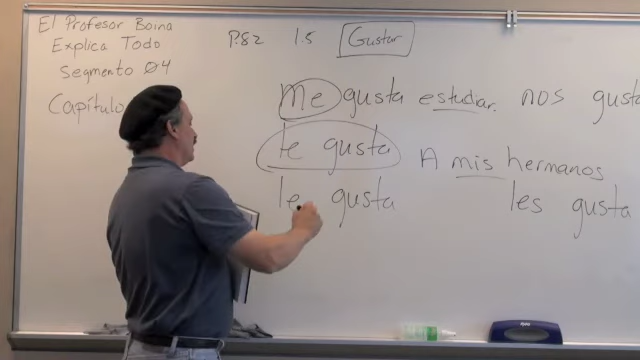 El Profesor Boina
Explica Todo
Segmento Ø4
Capítulo
P.82 1.5 Gustar
me gusta estudiar. nos gusta
te gusta
A mis hermanos
le gusta
les gusta